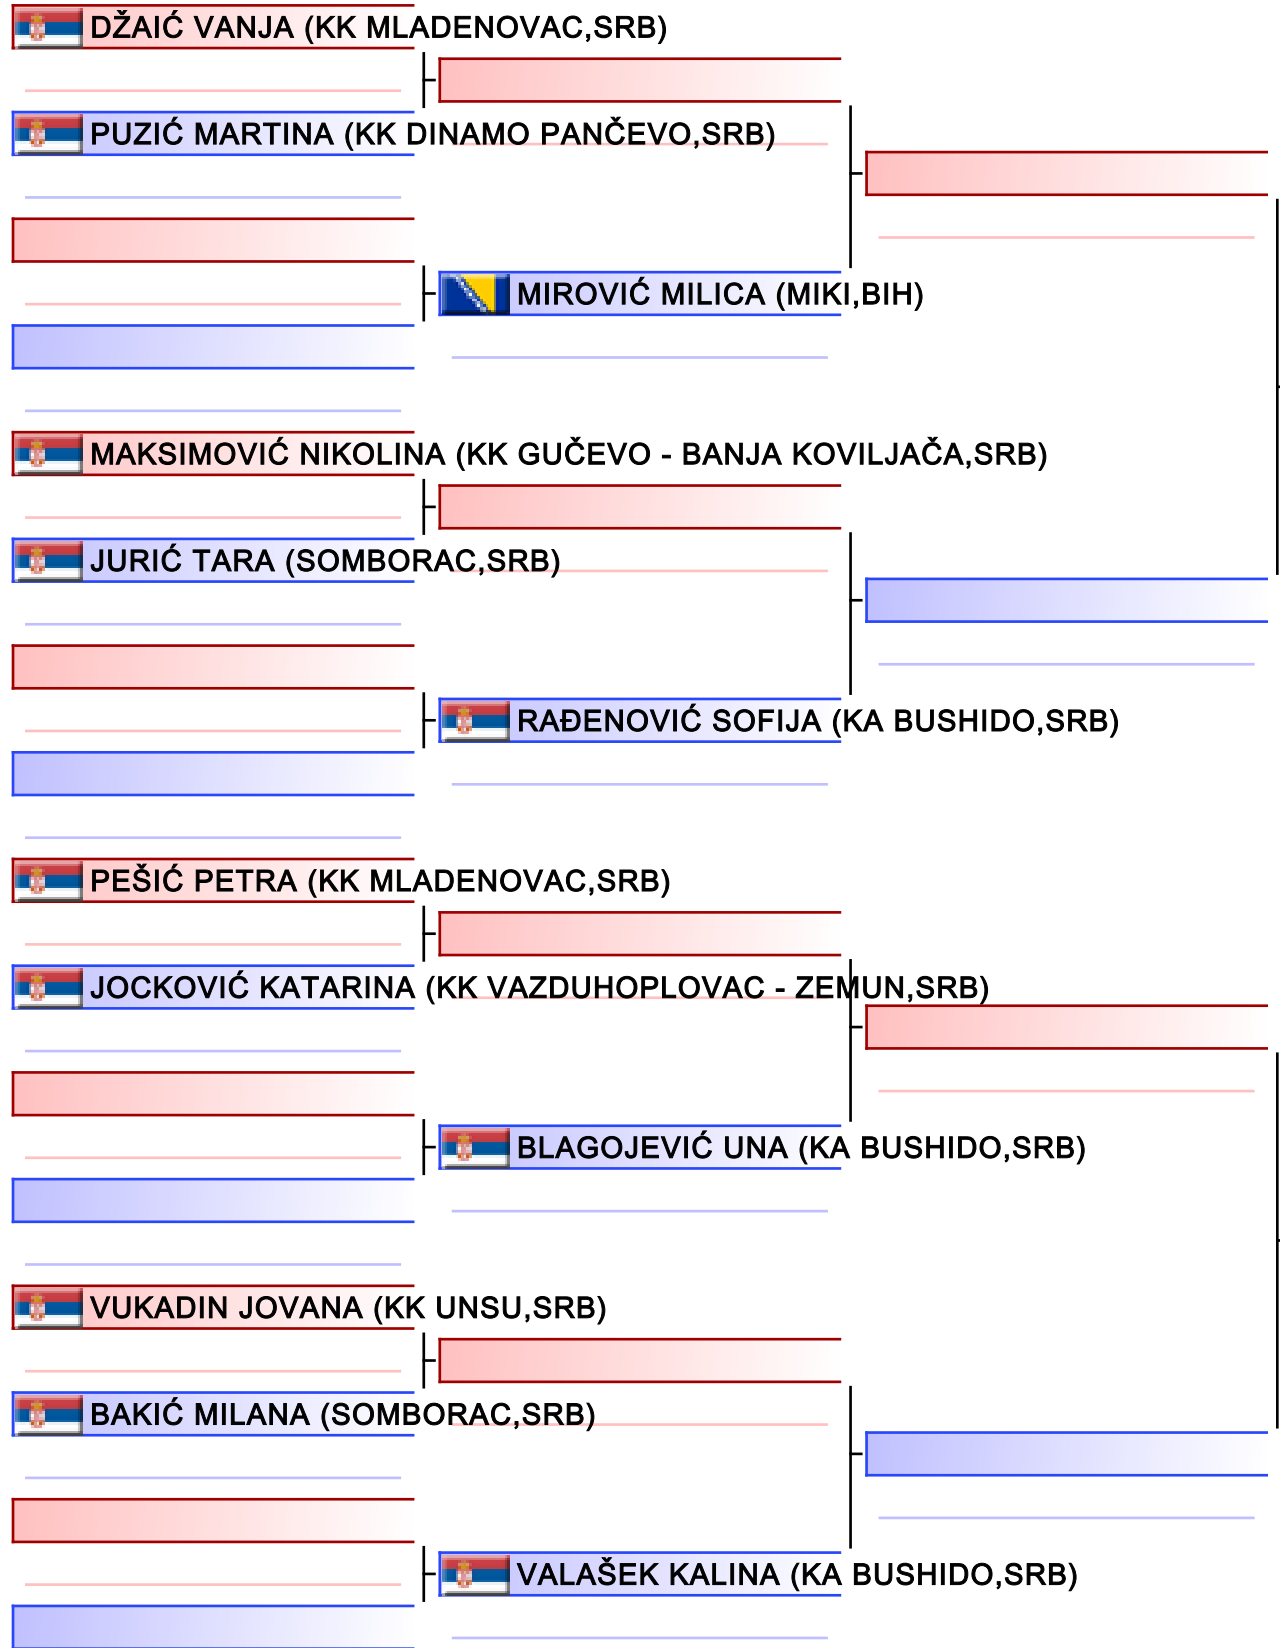 DŽAIĆ VANJA (KK MLADENOVAC,SRB)
PUZIĆ MARTINA (KK DINAMO PANČEVO,SRB)
MIROVIĆ MILICA (MIKI,BIH)
MAKSIMOVIĆ NIKOLINA (KK GUČEVO - BANJA KOVILJAČA,SRB)
JURIĆ TARA (SOMBORAC,SRB)
RAĐENOVIĆ SOFIJA (KA BUSHIDO,SRB)
PEŠIĆ PETRA (KK MLADENOVAC,SRB)
JOCKOVIĆ KATARINA (KK VAZDUHOPLOVAC - ZEMUN,SRB)
BLAGOJEVIĆ UNA (KA BUSHIDO,SRB)
VUKADIN JOVANA (KK UNSU,SRB)
BAKIĆ MILANA (SOMBORAC,SRB)
VALAŠEK KALINA (KA BUSHIDO,SRB)